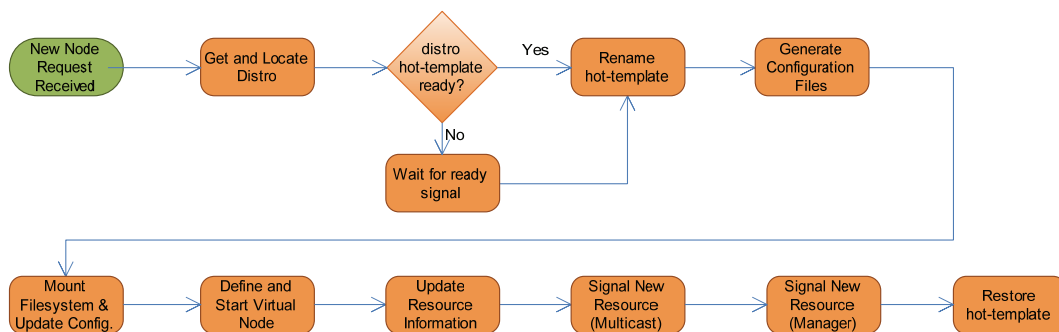 New Node
Request
Received
Get and Locate
Distro
distro
hot-template
ready?
Yes
Rename
hot-template
Generate
Configuration
Files
No
Wait for ready
signal
Mount
Filesystem &
Update Config.
Define and
Start Virtual
Node
Update
Resource
Information
Signal New
Resource
(Multicast)
Signal New
Resource
(Manager)
Restore
hot-template